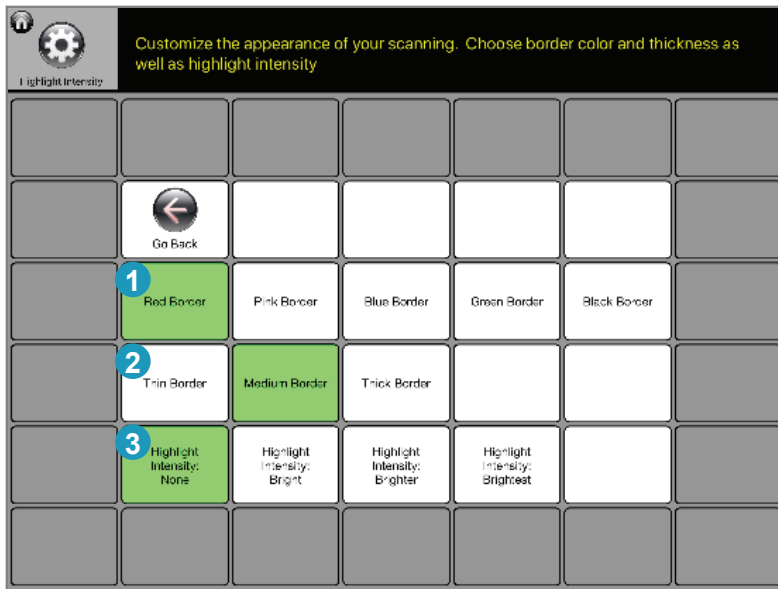 Customize the appearance of your scanning. Choose border color and thickness as
well as highlight intensity
Highlight Intensity
Go Back
1
Red Border
Pink Border
Blue Border
Green Border
Black Border
2
Thin Border
Medium Border
Thick Border
3
Highlight
Intensity:
None
Highlight
Intensity:
Bright
Highlight
Intensity:
Brighter
Highlight
Intensity:
Brightest